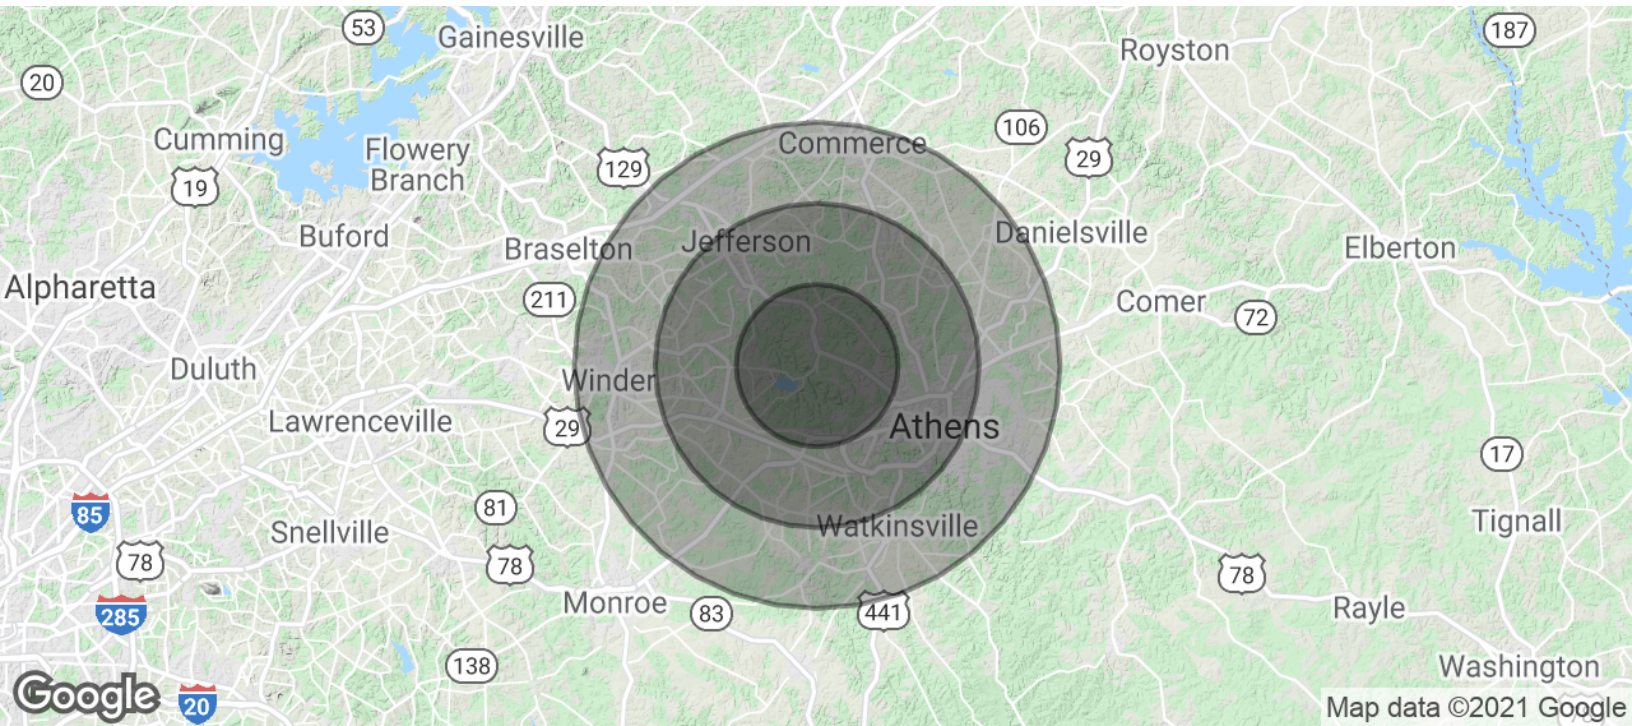 53
Gainesville
187
Royston
20
Cumming
Flowery
Branch
129
Commerce
106
29
19
Buford
Braselton
Jefferson
Danielsville
Elberton
Alpharetta
211
Comer
72
Duluth
Winder
Lawrenceville
29
Athens
17
85
81
Snellville
Watkinsville
Tignall
78
78
78
285
Monroe
83
441
Rayle
138
Washington
Google
20
Map data ©2021 Google